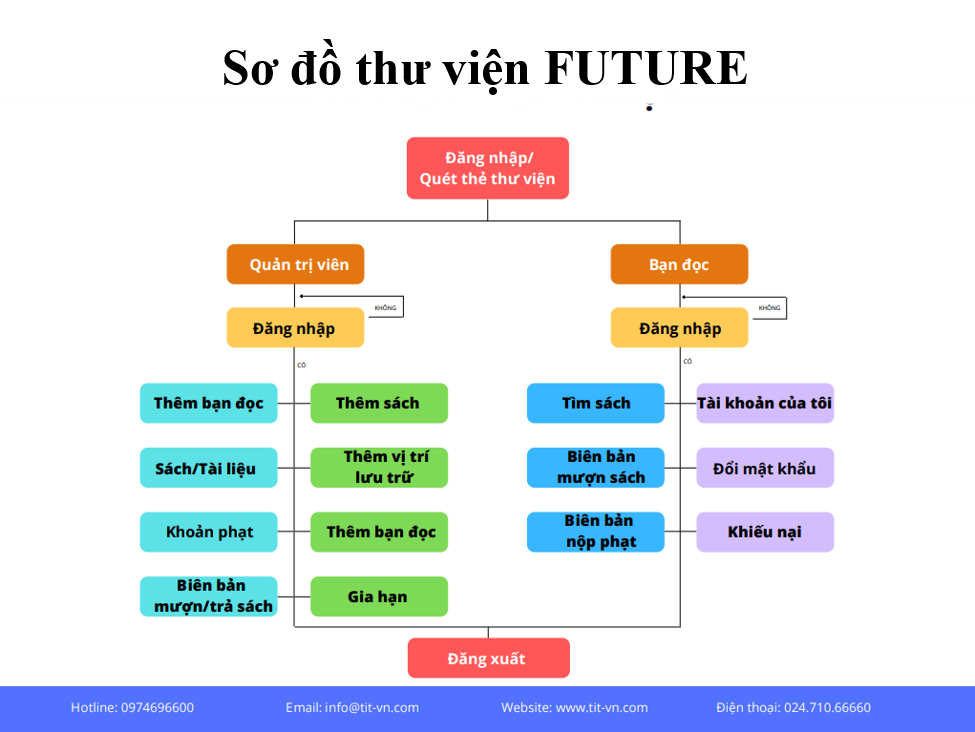 Sơ đồ thư viện FUTURE
Đăng nhập/
Quét thẻ thư viện
Quản trị viên
Bạn đọc
KHÔNG
KHÔNG
Đăng nhập
Đăng nhập
CÓ
CÓ
Thêm bạn đọc
Thêm sách
Tìm sách
Tài khoản của tôi
Sách/Tài liệu
Thêm vị trí
lưu trữ
Biên bản
mượn sách
Đổi mật khẩu
Khoản phạt
Thêm bạn đọc
Biên bản
nộp phạt
Khiếu nại
Biên bản
mượn/trả sách
Gia hạn
Đăng xuất
Hotline: 0974696600
Email: info@tit-vn.com
Website: www.tit-vn.com
Điện thoại: 024.710.66660